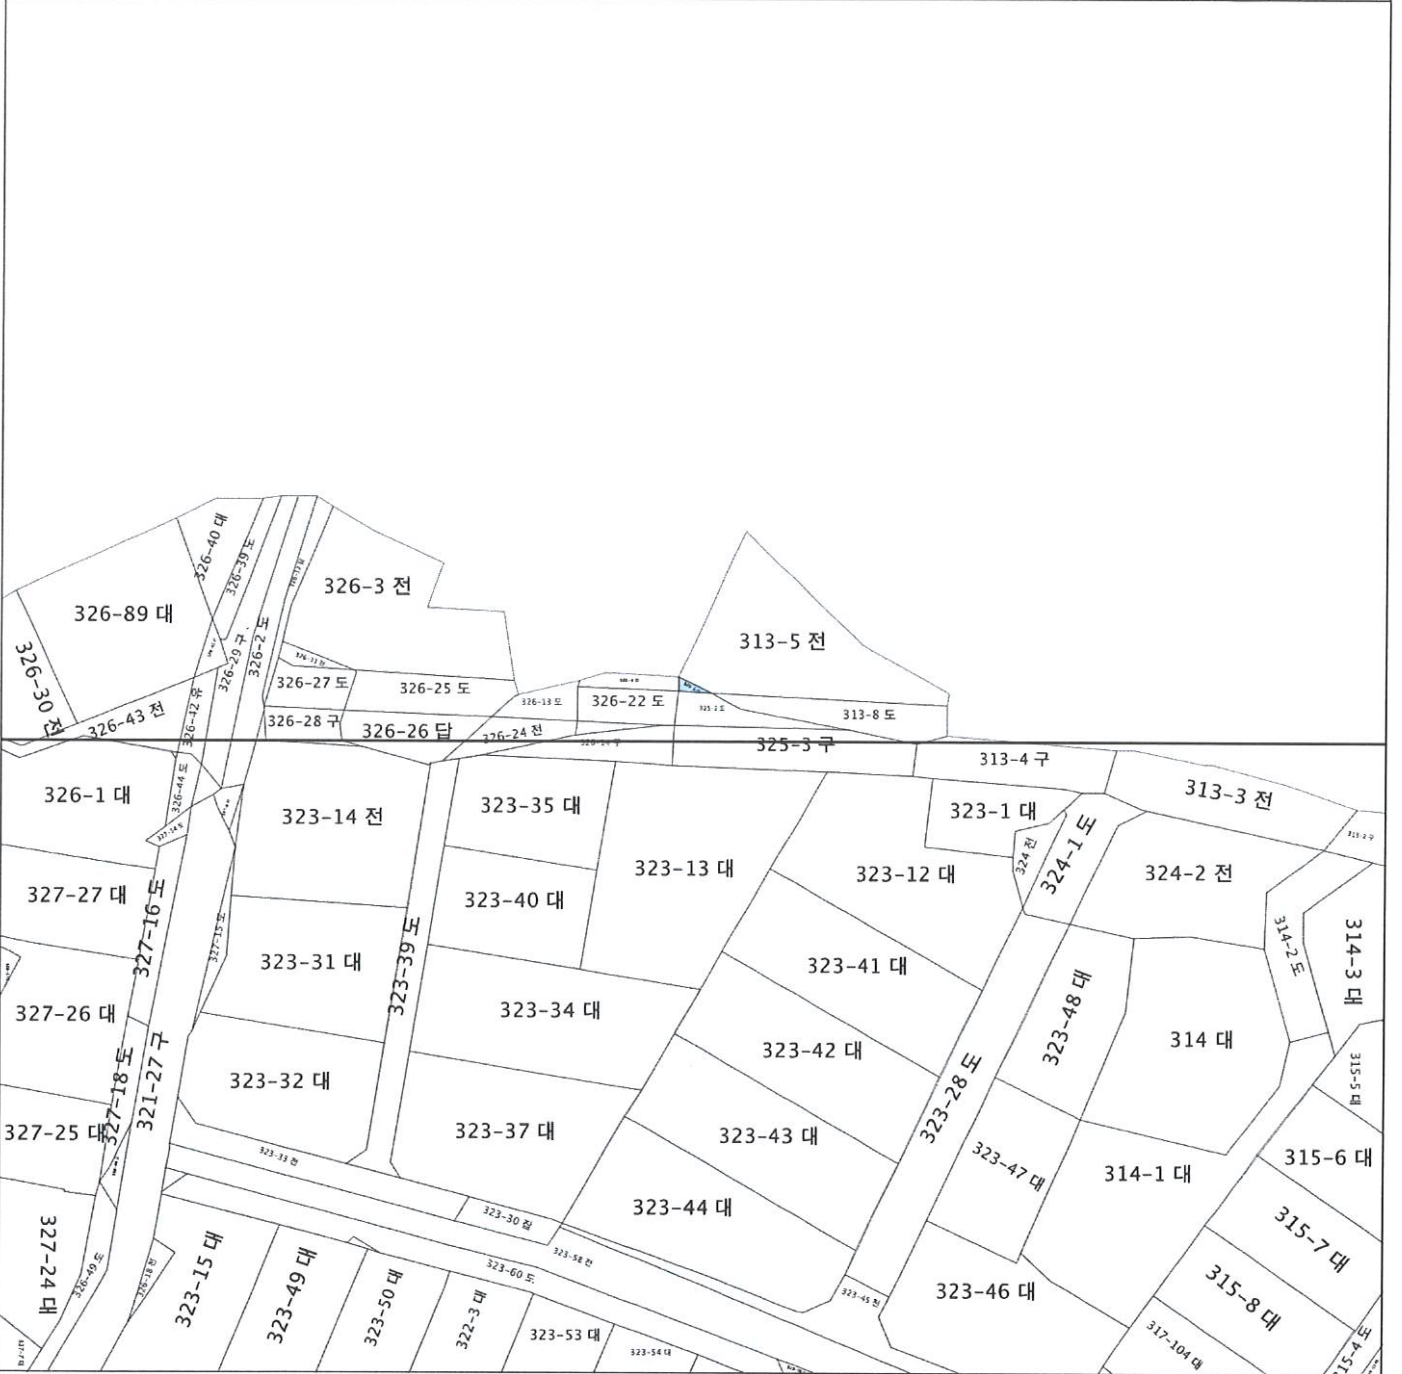 326-40 대
326-39 도
326-3 전
326-89 대
313-5 전
326-29 구
326-2 도
326-30 전
326-27 도
326-25 도
326-13 도
326-22 도
313-8 도
326-43 전
326-42 유
326-28 구
326-26 답
326-24 전
325-3 구
313-4 구
326-1 대
326-44 도
313-3 전
323-35 대
323-1 대
323-14 전
327-14 도
313-2 구
324 전
324-1 도
323-13 대
323-12 대
324-2 전
327-27 대
327-16 도
323-40 대
327-15 도
323-39 도
314-2 도
314-3 대
323-31 대
323-41 대
327-26 대
323-34 대
323-48 대
314 대
323-42 대
327-18 도
321-27 구
323-32 대
315-5 대
323-28 도
327-25 대
323-37 대
323-43 대
323-33 전
323-47 대
314-1 대
315-6 대
323-44 대
323-30 잡
327-24 대
315-7 대
323-58 전
326-49 도
326-18 전
323-15 대
323-49 대
323-60 도
323-50 대
322-3 대
323-45 전
323-46 대
315-8 대
323-53 대
323-54 대
317-104 대